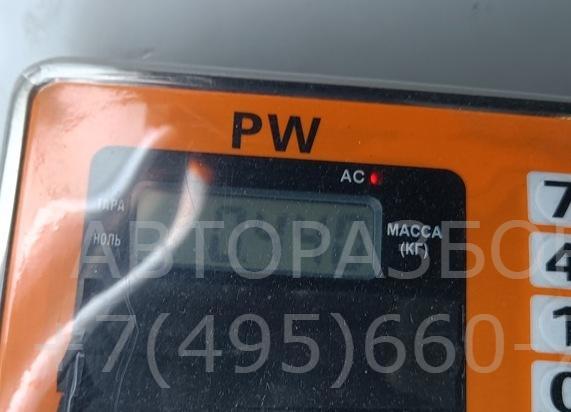 PW
AC
ТАРА
НОЛЬ
МАССА
(КГ)
7
4
1
0
АВТОРАЗБО
+7(495)660-